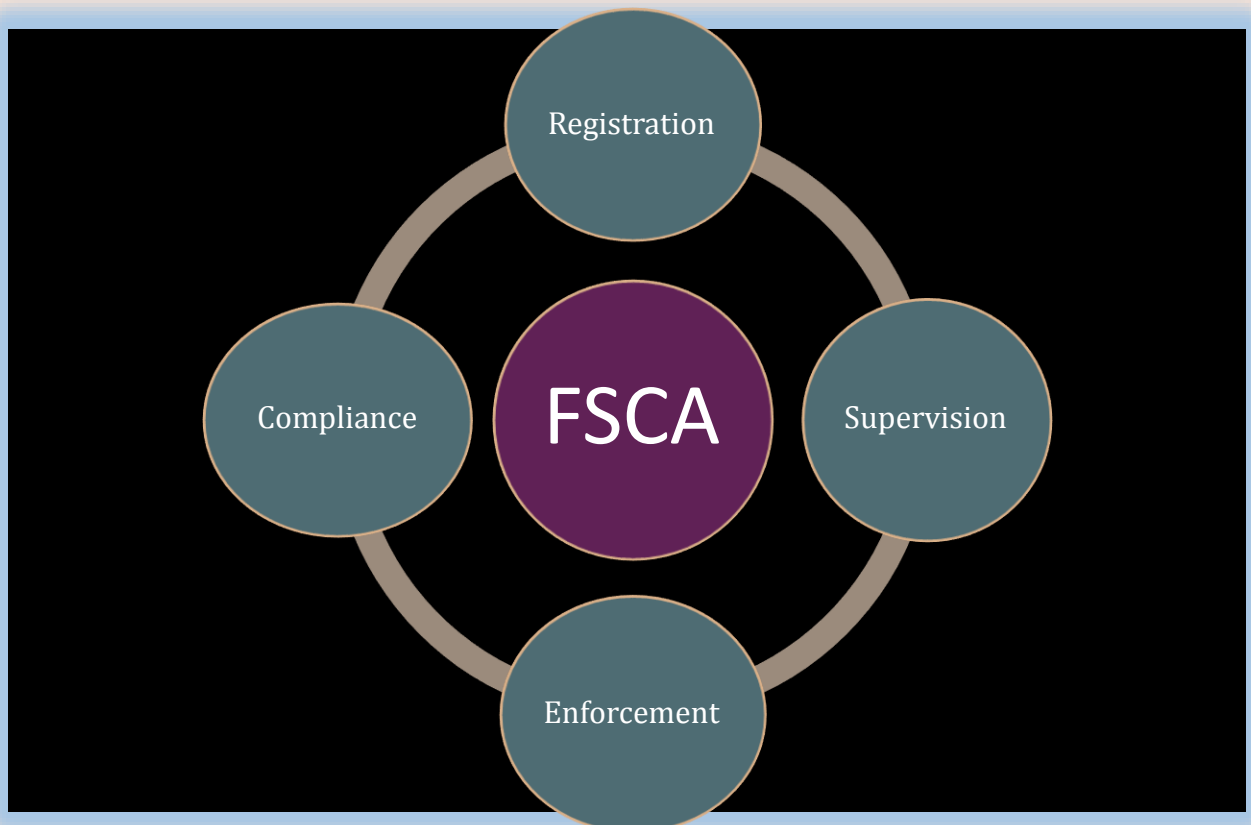 Registration
Compliance
FSCA
Supervision
Enforcement